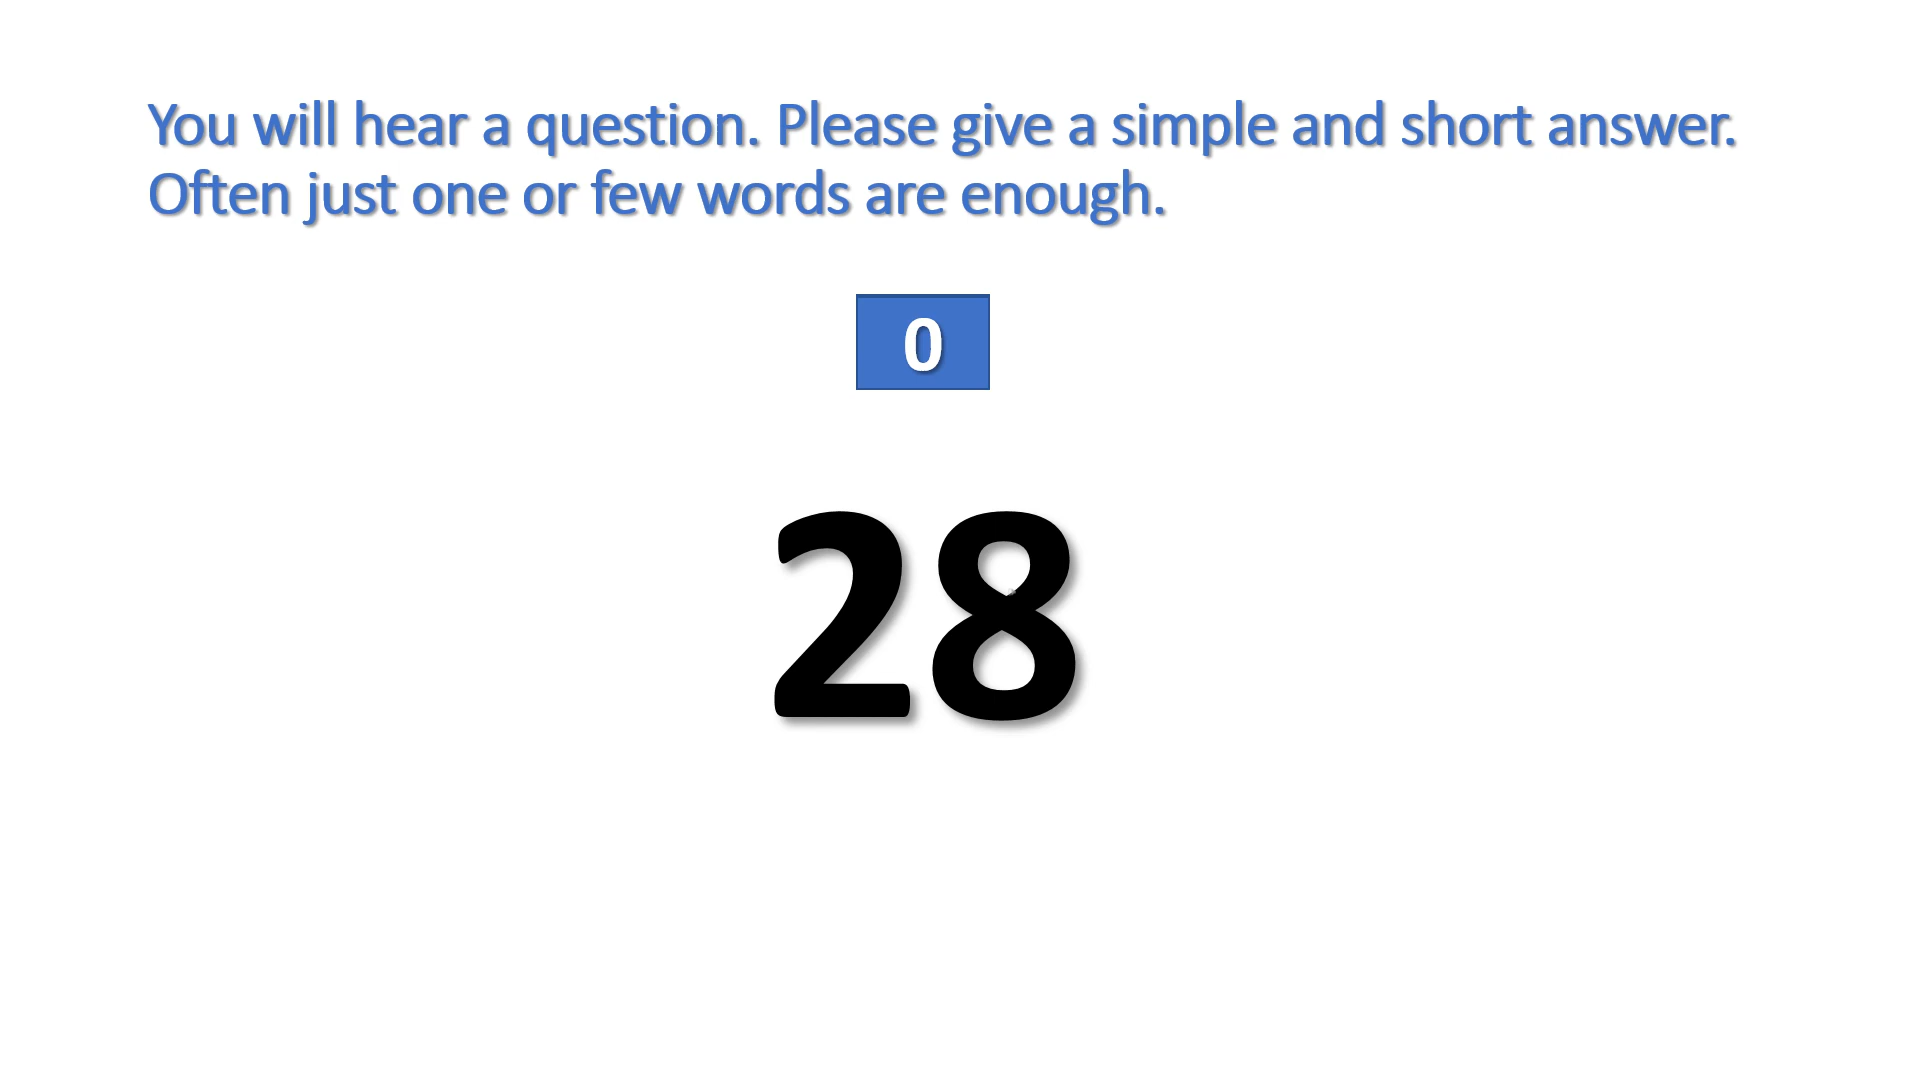 You will hear a question. Please give a simple and short answer.
Often just one or few words are enough.
0
28